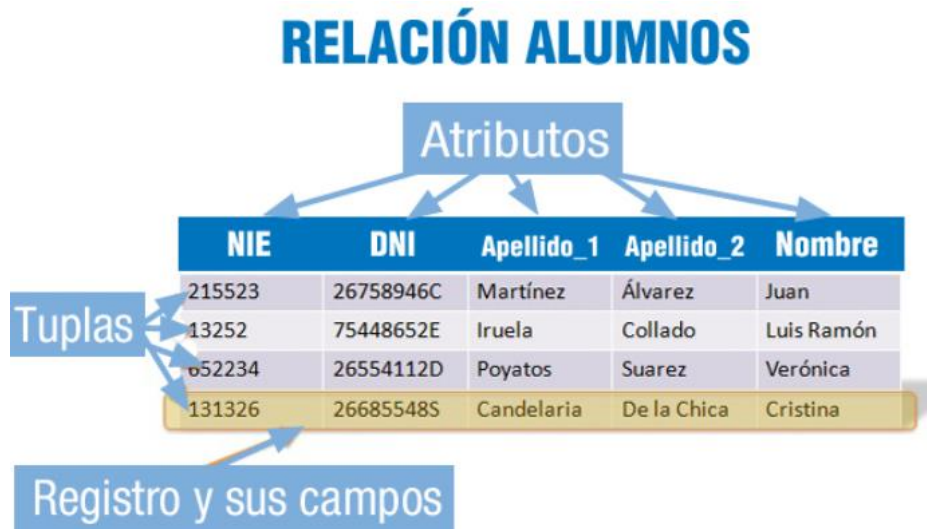 RELACIÓN ALUMNOS
Atributos
NIE DNI Apellido_1 Apellido_2 Nombre
215523 26758946C Martínez Álvarez Juan
Tuplas
13252 75448652E Iruela Collado Luis Ramón
652234 26554112D Poyatos Suarez Verónica
131326 26685548S Candelaria De la Chica Cristina
Registro y sus campos